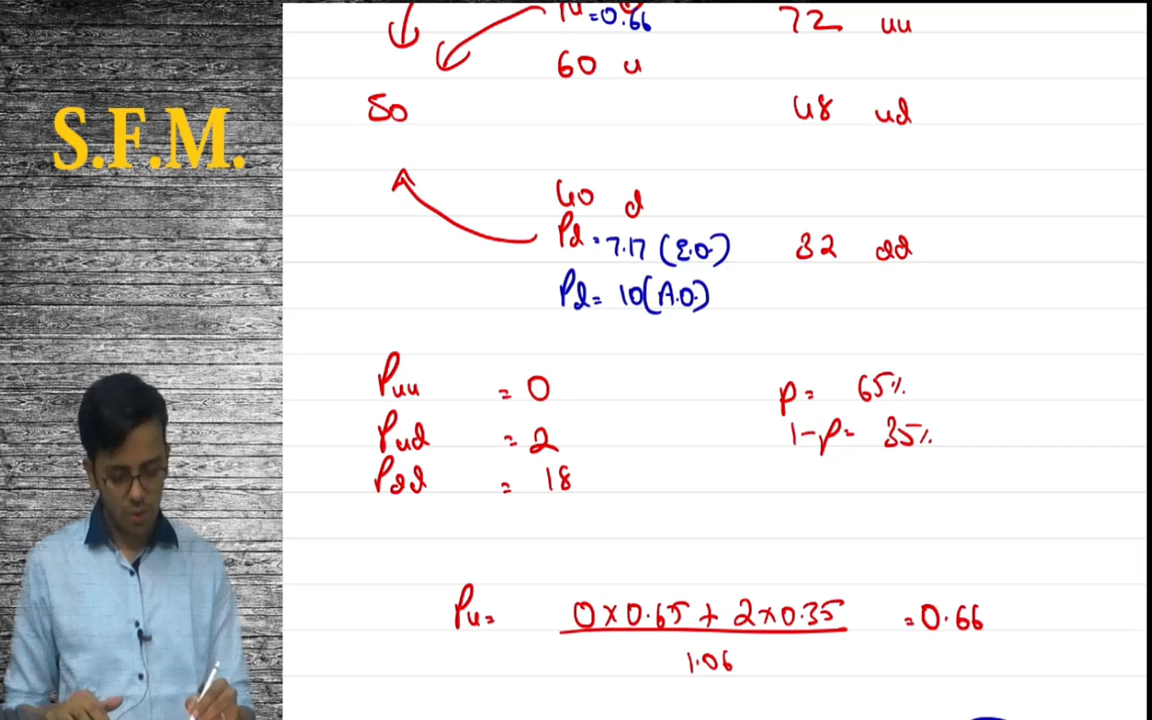 S.F.M.
Pu
=0.66
72 uu
60 u
50
48 ud
40 d
Pd = 7.17 (E.O.)
32 dd
Pd = 10 (A.O.)
Puu = 0
p = 65%
Pud = 2
1-p = 35%
Pdd = 18
Pu = 0 x 0.65 + 2 x 0.35 = 0.66
1.06